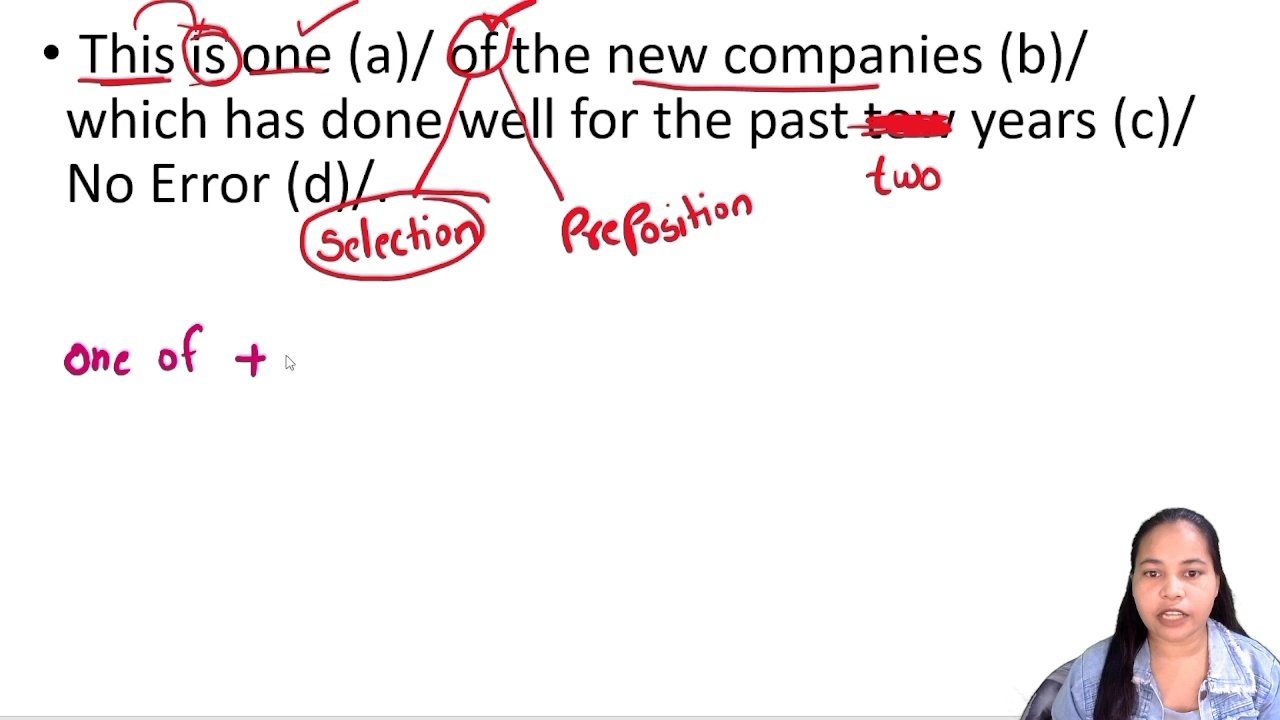 • This is one (a)/ of the new companies (b)/
which has done well for the past tow years (c)/
two
No Error (d)/.
Selection
Preposition
One of +